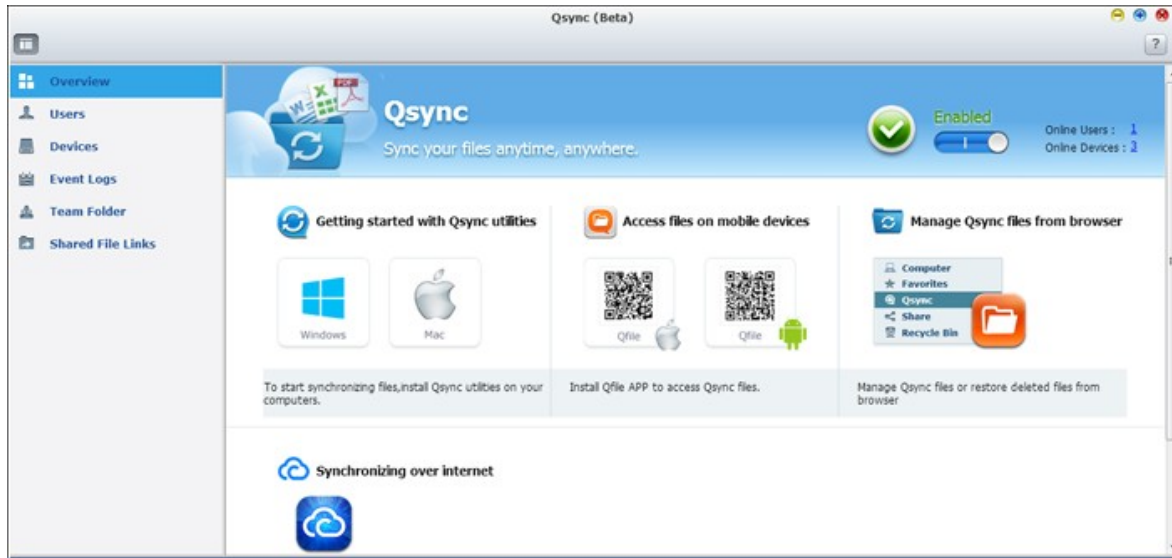 Qsync (Beta)
?
Overview
Users
Devices
Event Logs
Team Folder
Shared File Links
W X PDF
Qsync
Sync your files anytime, anywhere.
Enabled
Online Users : 1
Online Devices : 3
Getting started with Qsync utilities
Windows
Mac
To start synchronizing files,install Qsync utilities on your
computers.
Access files on mobile devices
Qfile
Qfile
Install Qfile APP to access Qsync files.
Manage Qsync files from browser
Computer
Favorites
Qsync
Share
Recycle Bin
Manage Qsync files or restore deleted files from
browser
Synchronizing over internet